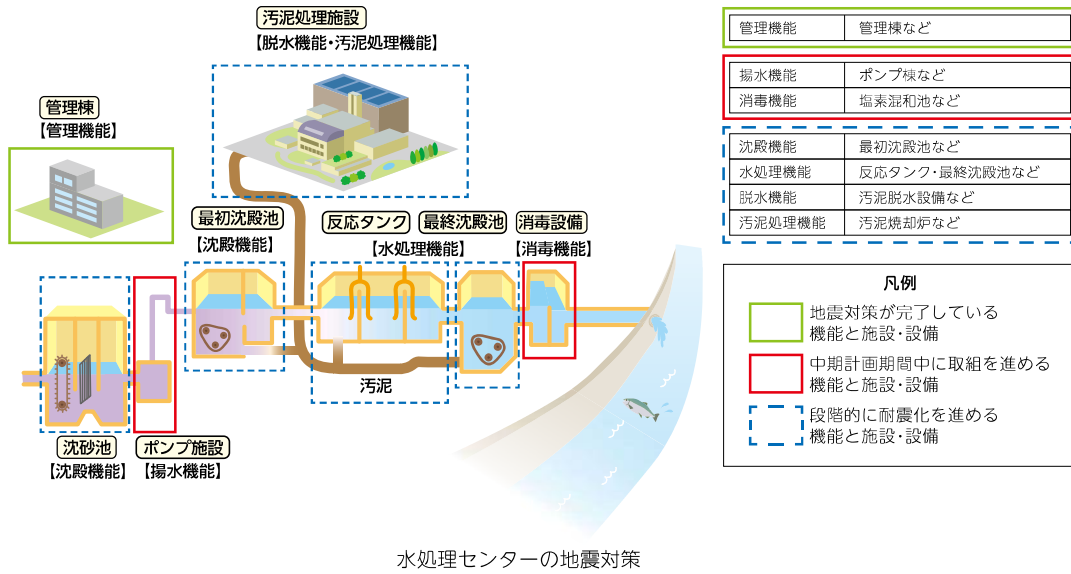 汚泥処理施設
【脱水機能・汚泥処理機能】
管理棟
【管理機能】
最初沈殿池
【沈殿機能】
反応タンク
最終沈殿池
【水処理機能】
消毒設備
【消毒機能】
汚泥
沈砂池
【沈殿機能】
ポンプ施設
【揚水機能】
管理機能 管理棟など
揚水機能 ポンプ棟など
消毒機能 塩素混和池など
沈殿機能 最初沈殿池など
水処理機能 反応タンク・最終沈殿池など
脱水機能 汚泥脱水設備など
汚泥処理機能 汚泥焼却炉など
凡例
地震対策が完了している
機能と施設・設備
中期計画期間中に取組を進める
機能と施設・設備
段階的に耐震化を進める
機能と施設・設備
水処理センターの地震対策